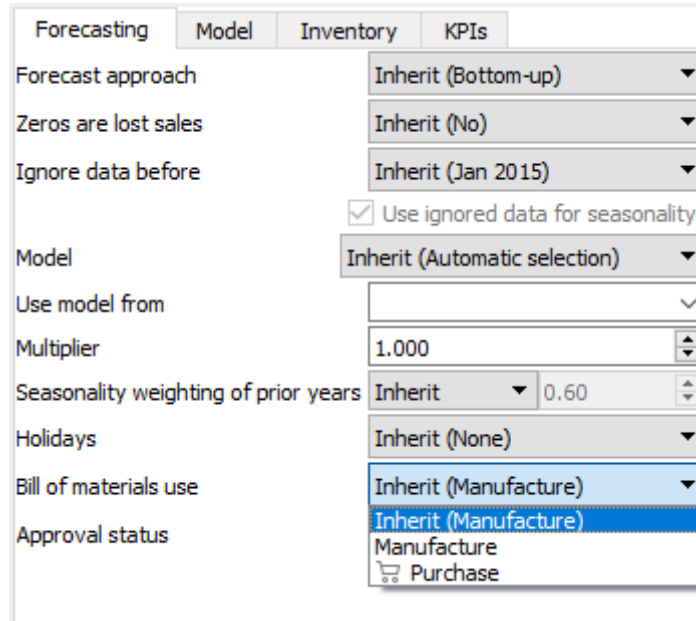 Forecasting Model Inventory KPIs
Forecast approach Inherit (Bottom-up)
Zeros are lost sales Inherit (No)
Ignore data before Inherit (Jan 2015)
Use ignored data for seasonality
Model Inherit (Automatic selection)
Use model from
Multiplier 1.000
Seasonality weighting of prior years Inherit 0.60
Holidays Inherit (None)
Bill of materials use Inherit (Manufacture)
Inherit (Manufacture)
Approval status
Manufacture
Purchase